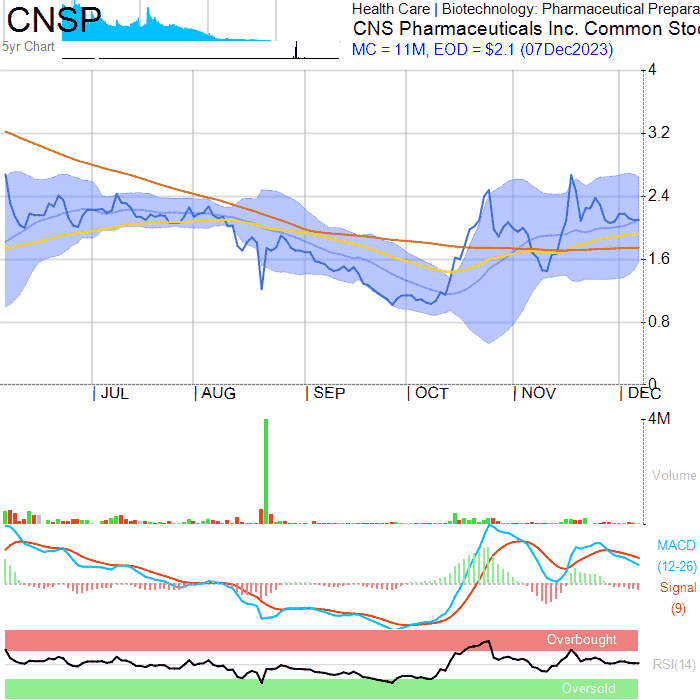 CNSP
Health Care | Biotechnology: Pharmaceutical Prepara
CNS Pharmaceuticals Inc. Common Stoc
5yr Chart
MC = 11M, EOD = $2.1 (07Dec2023)
4
3.2
2.4
1.6
0.8
0
JUL AUG SEP OCT NOV DEC
4M
Volume
MACD
(12-26)
Signal
(9)
Overbought
RSI(14)
Oversold